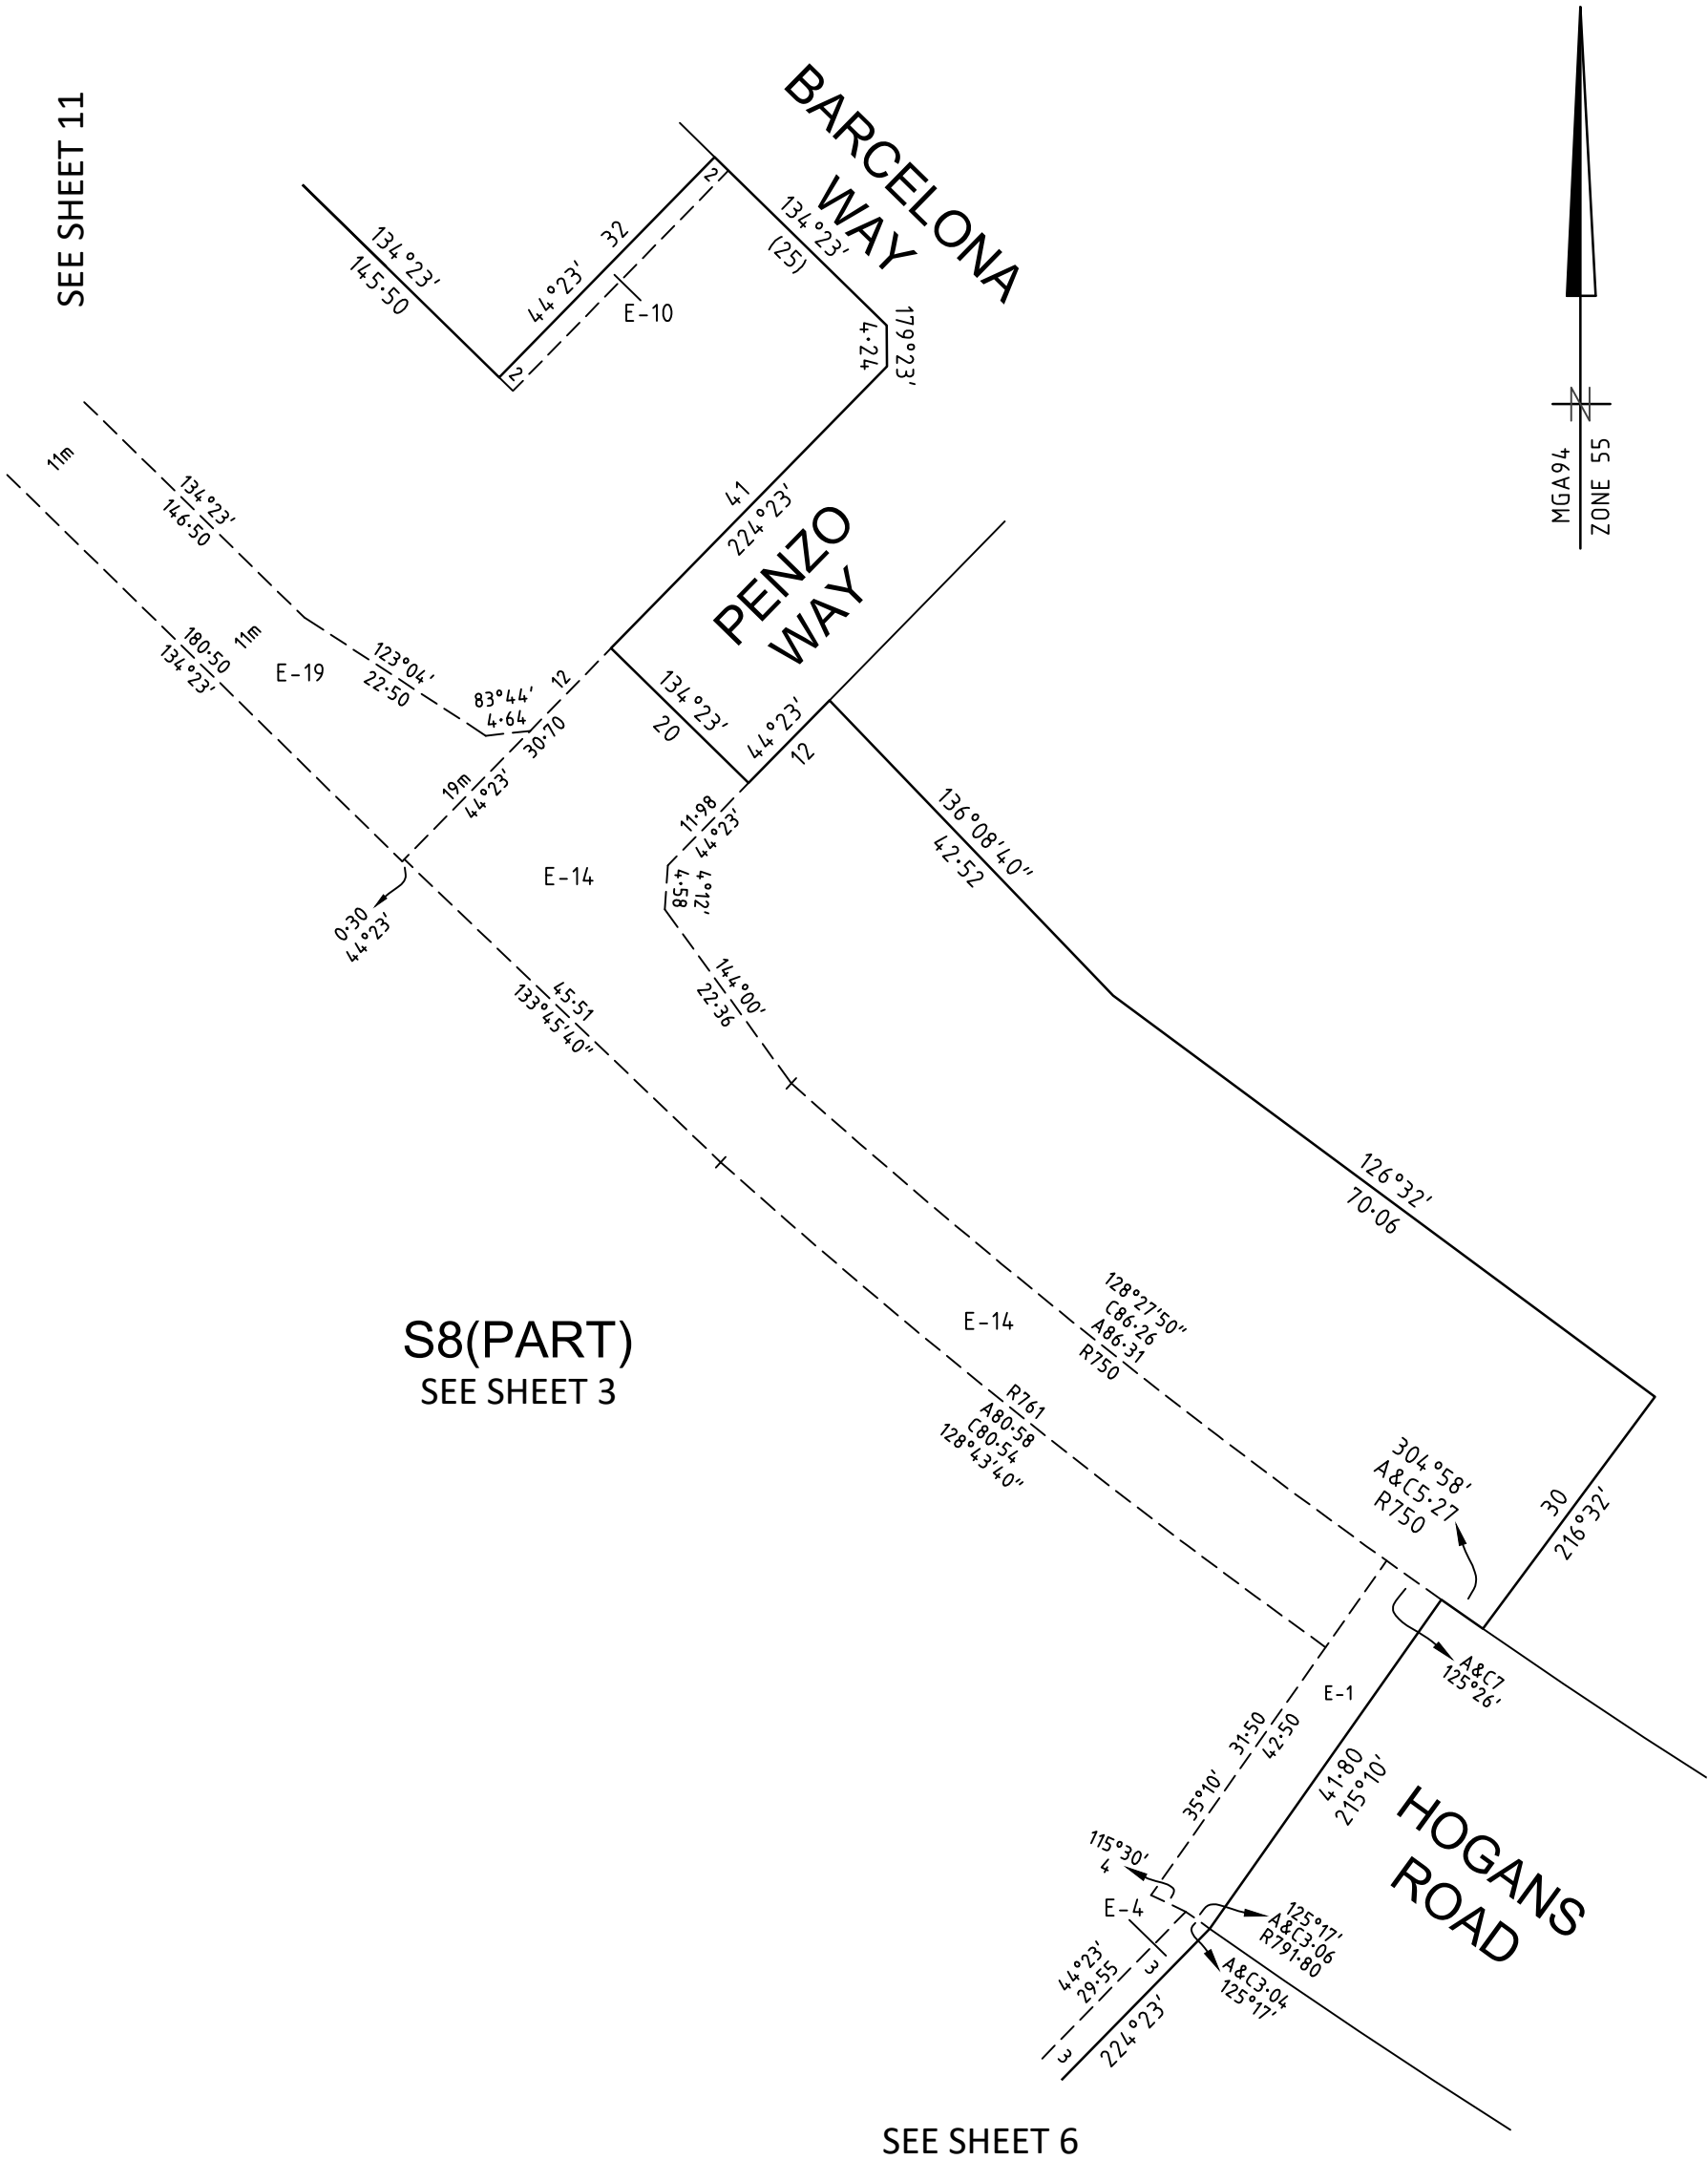 SEE SHEET 11
BARCELONA
WAY
134°23'
(25)
179°23'
4·24
2
32
44°23'
E-10
2
134°23'
145·50
MGA94
ZONE 55
N
11m
134°23'
146·50
41
224°23'
PENZO
WAY
180·50
134°23'
11m
E-19
123°04'
22·50
83°44'
4·64
12
30·70
134°23'
20
44°23'
12
19m
44°23'
11·98
44°23'
4°12'
4·58
E-14
0·30
44°23'
136°08'40"
42·52
144°00'
22·36
45·51
133°45'40"
126°32'
70·06
128°27'50"
C86·26
A86·31
R750
E-14
R761
A80·58
C80·54
128°43'40"
S8(PART)
SEE SHEET 3
304°58'
A&C5·27
R750
30
216°32'
A&C7
125°26'
E-1
31·50
42·50
35°10'
41·80
215°10'
HOGANS
ROAD
115°30'
4
E-4
125°17'
A&C3·06
R791·80
44°23'
29·55
3
A&C3·04
125°17'
224°23'
3
SEE SHEET 6